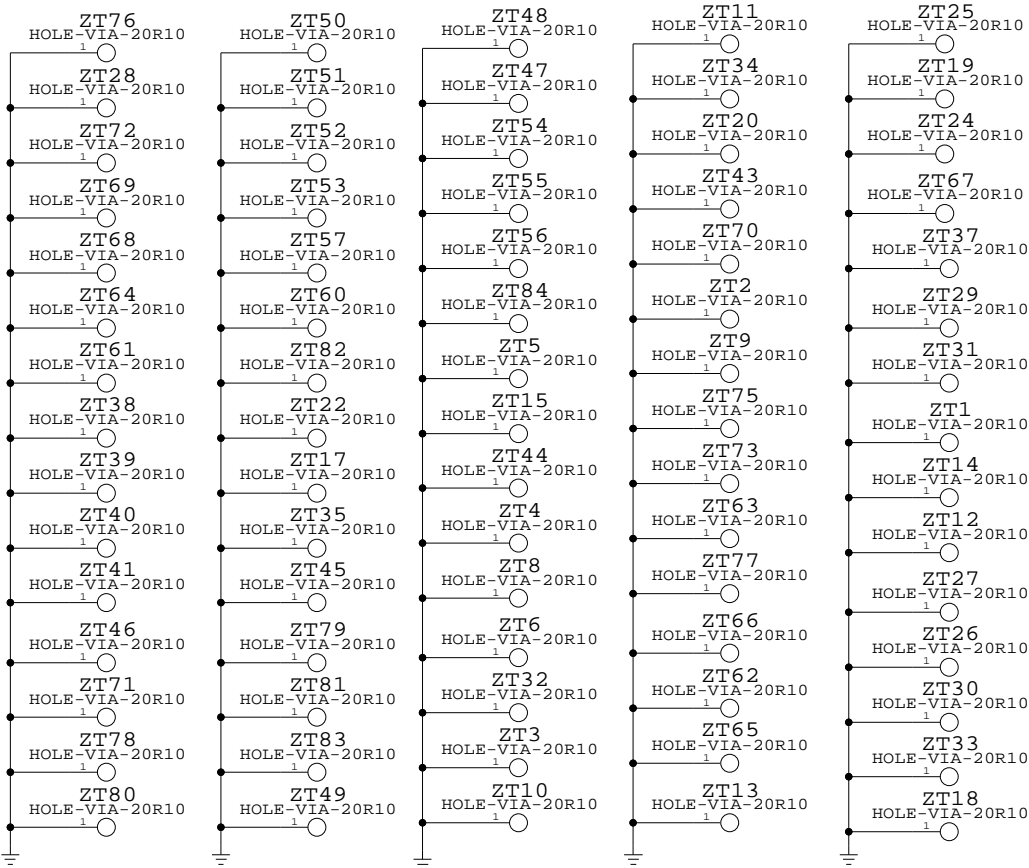 ZT76
HOLE-VIA-20R10
1
ZT28
HOLE-VIA-20R10
1
ZT72
HOLE-VIA-20R10
1
ZT69
HOLE-VIA-20R10
1
ZT68
HOLE-VIA-20R10
1
ZT64
HOLE-VIA-20R10
1
ZT61
HOLE-VIA-20R10
1
ZT38
HOLE-VIA-20R10
1
ZT39
HOLE-VIA-20R10
1
ZT40
HOLE-VIA-20R10
1
ZT41
HOLE-VIA-20R10
1
ZT46
HOLE-VIA-20R10
1
ZT71
HOLE-VIA-20R10
1
ZT78
HOLE-VIA-20R10
1
ZT80
HOLE-VIA-20R10
1
ZT50
HOLE-VIA-20R10
1
ZT51
HOLE-VIA-20R10
1
ZT52
HOLE-VIA-20R10
1
ZT53
HOLE-VIA-20R10
1
ZT57
HOLE-VIA-20R10
1
ZT60
HOLE-VIA-20R10
1
ZT82
HOLE-VIA-20R10
1
ZT22
HOLE-VIA-20R10
1
ZT17
HOLE-VIA-20R10
1
ZT35
HOLE-VIA-20R10
1
ZT45
HOLE-VIA-20R10
1
ZT79
HOLE-VIA-20R10
1
ZT81
HOLE-VIA-20R10
1
ZT83
HOLE-VIA-20R10
1
ZT49
HOLE-VIA-20R10
1
ZT48
HOLE-VIA-20R10
1
ZT47
HOLE-VIA-20R10
1
ZT54
HOLE-VIA-20R10
1
ZT55
HOLE-VIA-20R10
1
ZT56
HOLE-VIA-20R10
1
ZT84
HOLE-VIA-20R10
1
ZT5
HOLE-VIA-20R10
1
ZT15
HOLE-VIA-20R10
1
ZT44
HOLE-VIA-20R10
1
ZT4
HOLE-VIA-20R10
1
ZT8
HOLE-VIA-20R10
1
ZT6
HOLE-VIA-20R10
1
ZT32
HOLE-VIA-20R10
1
ZT3
HOLE-VIA-20R10
1
ZT10
HOLE-VIA-20R10
1
ZT11
HOLE-VIA-20R10
1
ZT34
HOLE-VIA-20R10
1
ZT20
HOLE-VIA-20R10
1
ZT43
HOLE-VIA-20R10
1
ZT70
HOLE-VIA-20R10
1
ZT2
HOLE-VIA-20R10
1
ZT9
HOLE-VIA-20R10
1
ZT75
HOLE-VIA-20R10
1
ZT73
HOLE-VIA-20R10
1
ZT63
HOLE-VIA-20R10
1
ZT77
HOLE-VIA-20R10
1
ZT66
HOLE-VIA-20R10
1
ZT62
HOLE-VIA-20R10
1
ZT65
HOLE-VIA-20R10
1
ZT13
HOLE-VIA-20R10
1
ZT25
HOLE-VIA-20R10
1
ZT19
HOLE-VIA-20R10
1
ZT24
HOLE-VIA-20R10
1
ZT67
HOLE-VIA-20R10
1
ZT37
HOLE-VIA-20R10
1
ZT29
HOLE-VIA-20R10
1
ZT31
HOLE-VIA-20R10
1
ZT1
HOLE-VIA-20R10
1
ZT14
HOLE-VIA-20R10
1
ZT12
HOLE-VIA-20R10
1
ZT27
HOLE-VIA-20R10
1
ZT26
HOLE-VIA-20R10
1
ZT30
HOLE-VIA-20R10
1
ZT33
HOLE-VIA-20R10
1
ZT18
HOLE-VIA-20R10
1